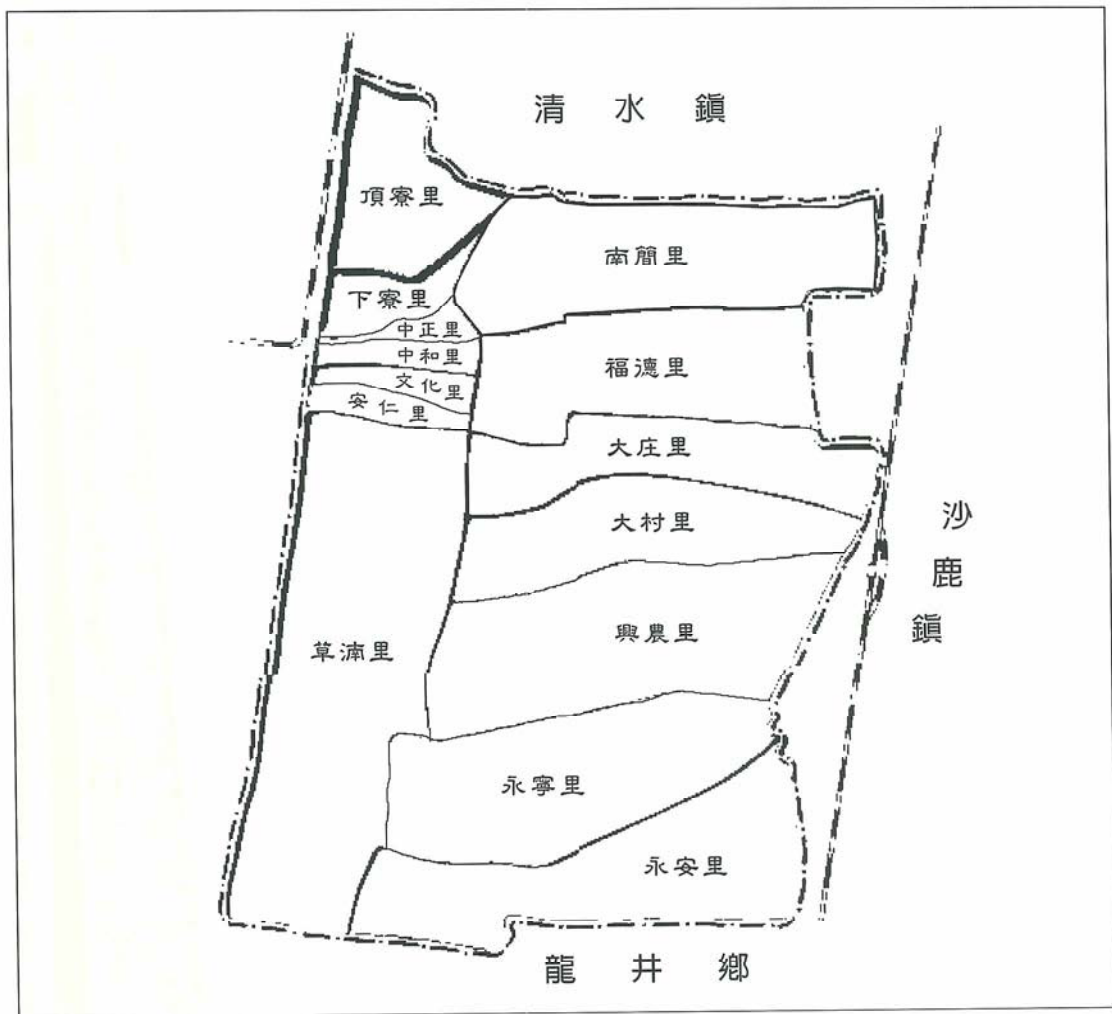 清水鎮
頂寮里
南簡里
下寮里
中正里
中和里
福德里
文化里
安仁里
大庄里
大村里
沙鹿鎮
興農里
草湳里
永寧里
永安里
龍井鄉